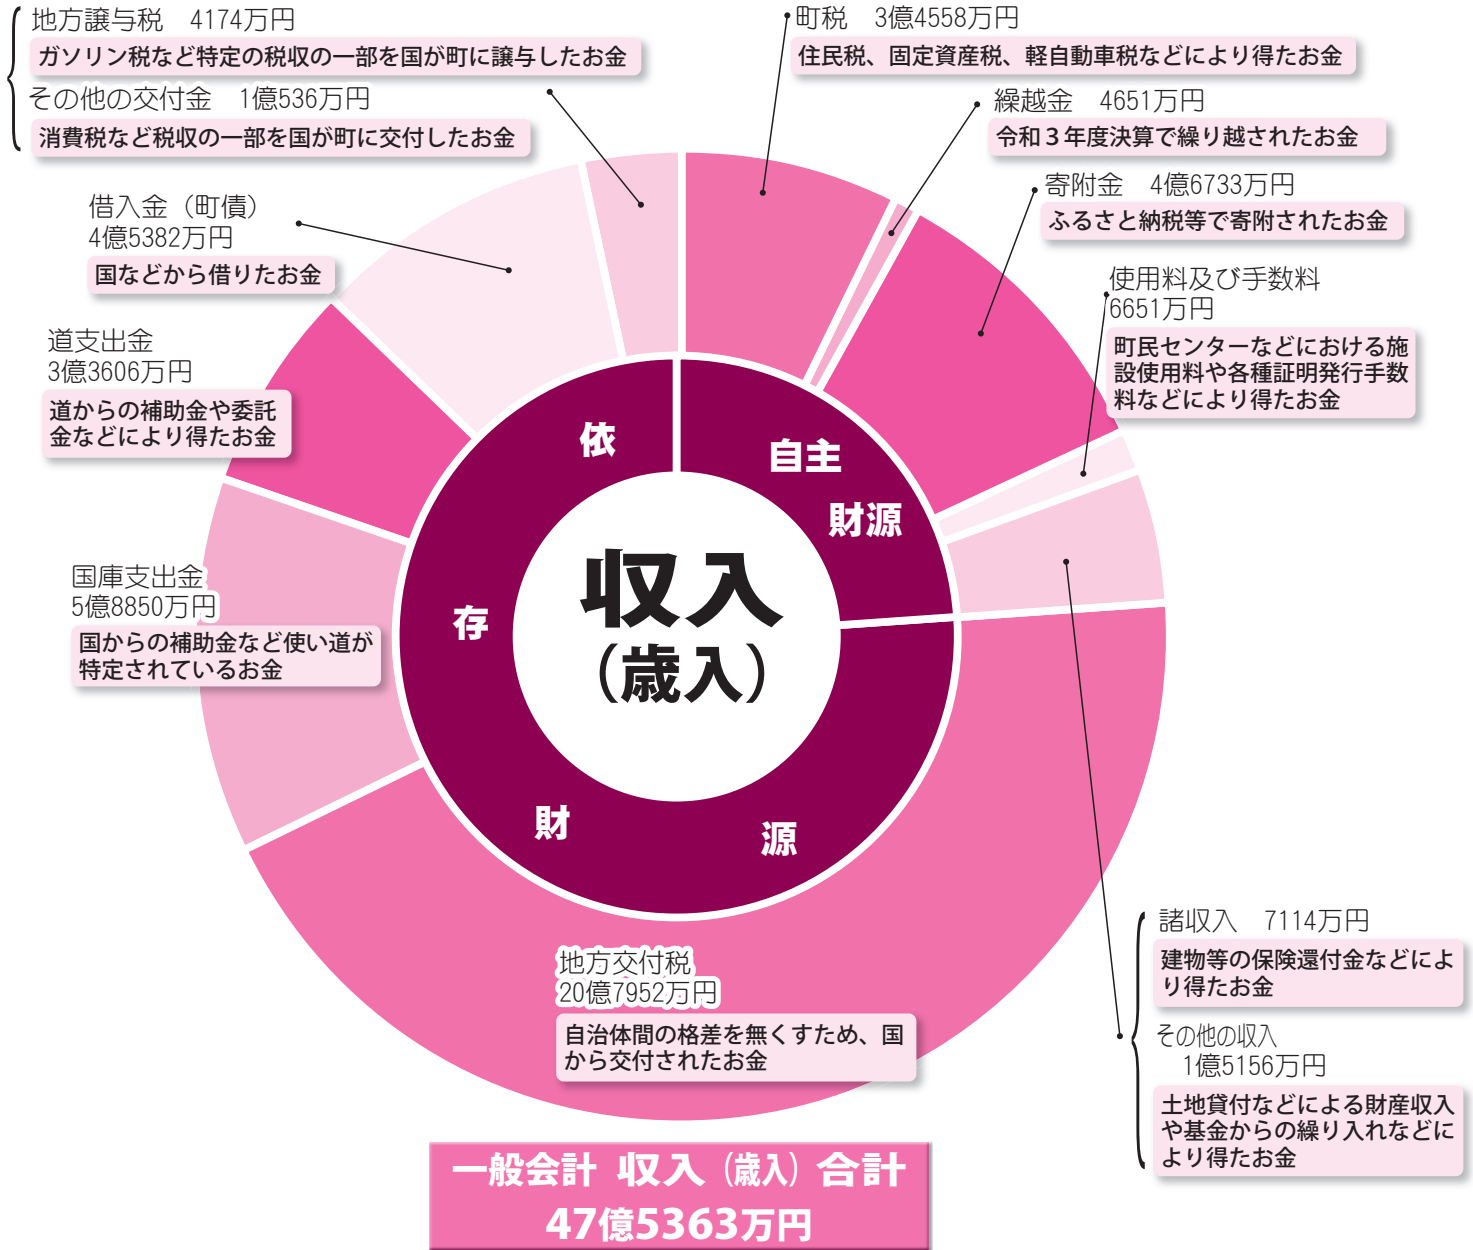 地方譲与税　4174万円
ガソリン税など特定の税収の一部を国が町に譲与したお金
その他の交付金　1億536万円
消費税など税収の一部を国が町に交付したお金
町税　3億4558万円
住民税、固定資産税、軽自動車税などにより得たお金
繰越金　4651万円
令和３年度決算で繰り越されたお金
寄附金　4億6733万円
ふるさと納税等で寄附されたお金
使用料及び手数料
6651万円
町民センターなどにおける施
設使用料や各種証明発行手数
料などにより得たお金
借入金（町債）
4億5382万円
国などから借りたお金
道支出金
3億3606万円
道からの補助金や委託
金などにより得たお金
国庫支出金
5億8850万円
国からの補助金など使い道が
特定されているお金
自主
財源
依
存
財
源
収入
（歳入）
地方交付税
20億7952万円
自治体間の格差を無くすため、国
から交付されたお金
諸収入　7114万円
建物等の保険還付金などによ
り得たお金
その他の収入
1億5156万円
土地貸付などによる財産収入
や基金からの繰り入れなどに
より得たお金
一般会計 収入（歳入）合計
47億5363万円